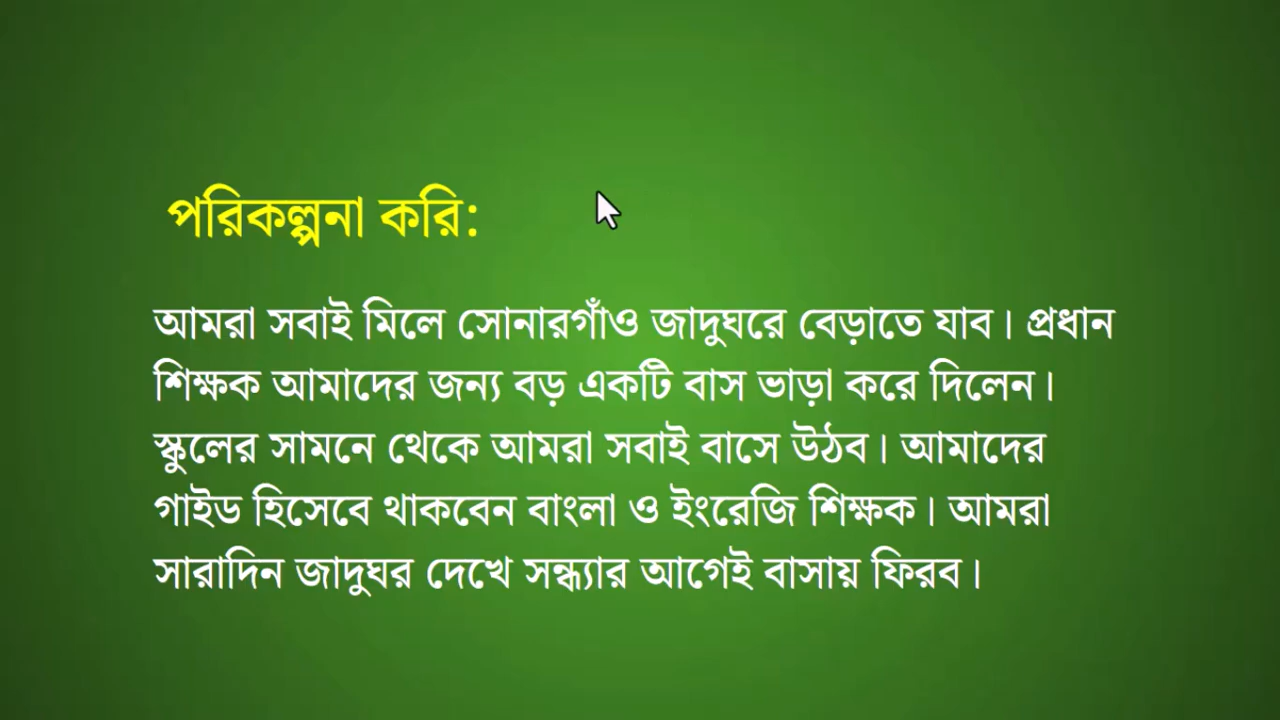 পরিকল্পনা করি:
আমরা সবাই মিলে সোনারগাঁও জাদুঘরে বেড়াতে যাব। প্রধান
শিক্ষক আমাদের জন্য বড় একটি বাস ভাড়া করে দিলেন।
স্কুলের সামনে থেকে আমরা সবাই বাসে উঠব। আমাদের
গাইড হিসেবে থাকবেন বাংলা ও ইংরেজি শিক্ষক। আমরা
সারাদিন জাদুঘর দেখে সন্ধ্যার আগেই বাসায় ফিরব।